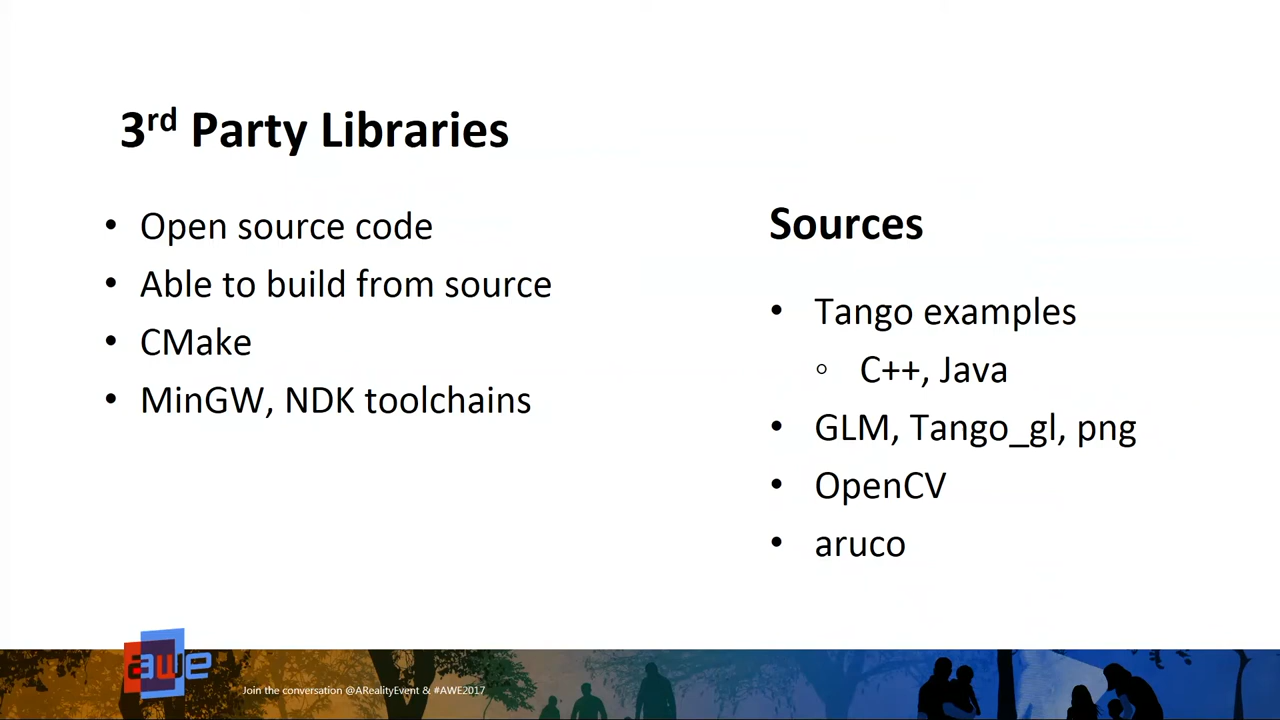 3rd Party Libraries
• Open source code
• Able to build from source
• CMake
• MinGW, NDK toolchains
Sources
• Tango examples
◦ C++, Java
• GLM, Tango_gl, png
• OpenCV
• aruco
awe
Join the conversation @ARealityEvent & #AWE2017